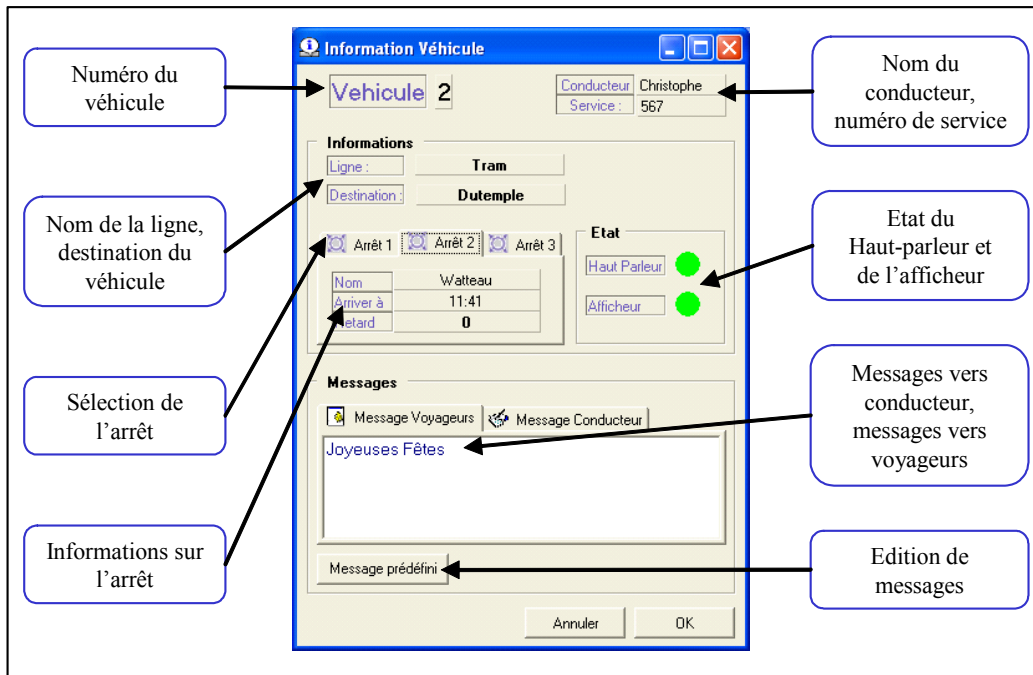 Information Véhicule
Numéro du
véhicule
Vehicule 2
Conducteur Christophe
Service : 567
Nom du
conducteur,
numéro de service
Informations
Ligne : Tram
Destination : Dutemple
Nom de la ligne,
destination du
véhicule
Arrêt 1 Arrêt 2 Arrêt 3
Nom Watteau
Arriver à 11:41
Retard 0
Etat
Haut Parleur
Afficheur
Etat du
Haut-parleur et
de l’afficheur
Sélection de
l’arrêt
Messages
Message Voyageurs Message Conducteur
Joyeuses Fêtes
Messages vers
conducteur,
messages vers
voyageurs
Informations sur
l’arrêt
Message prédéfini
Edition de
messages
Annuler OK